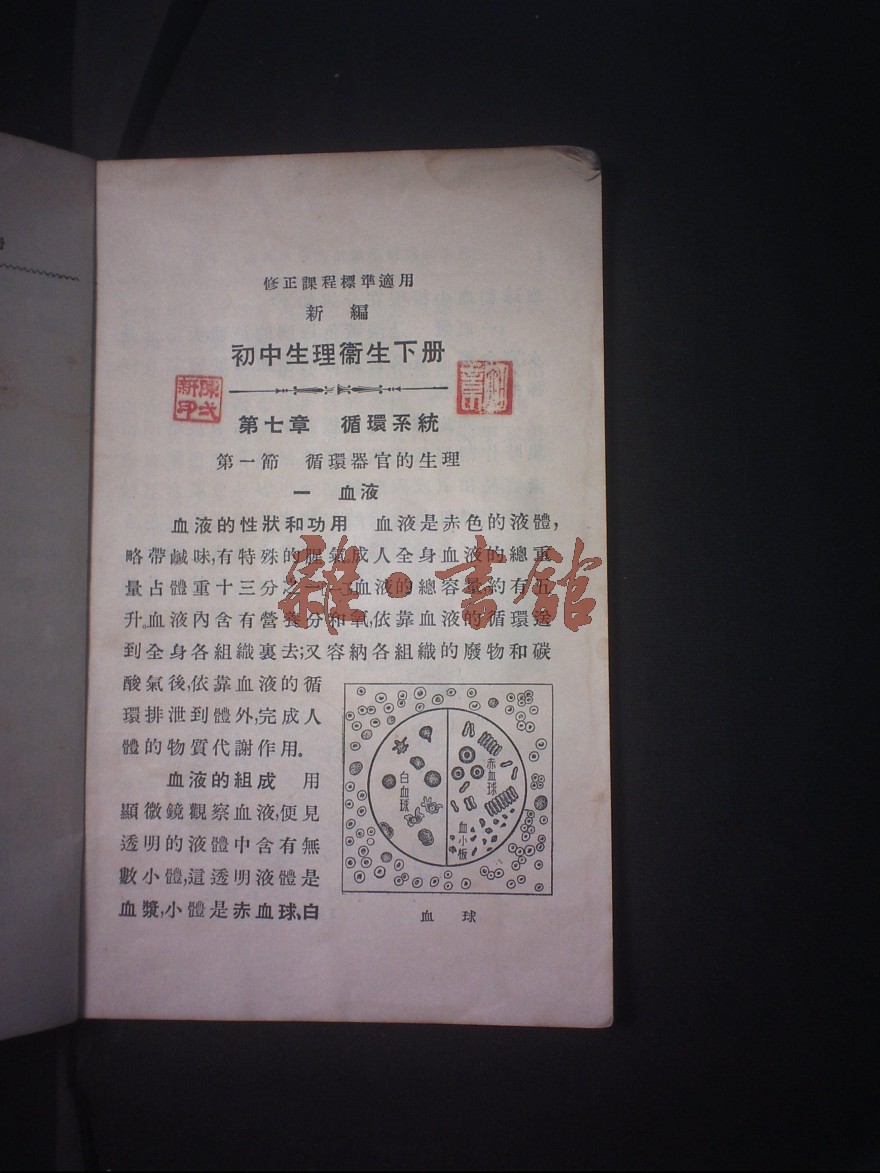 修正課程標準適用
新編
初中生理衞生下册
第七章 循環系統
第一節 循環器官的生理
一 血液
血液的性狀和功用 血液是赤色的液體,
略帶鹹味,有特殊的腥氣成人全身血液的總重
量占體重十三分之一,血液的總容量,約有五
升。血液內含有營養分和氧,依靠血液的循環送
到全身各組織裏去;又容納各組織的廢物和碳
酸氣後,依靠血液的循
環排泄到體外,完成人
體的物質代謝作用。
血液的組成 用
顯微鏡觀察血液,便見
透明的液體中含有無
數小體,這透明液體是
血漿,小體是赤血球、白
白血球
赤血球
血小板
血球
雜·書館